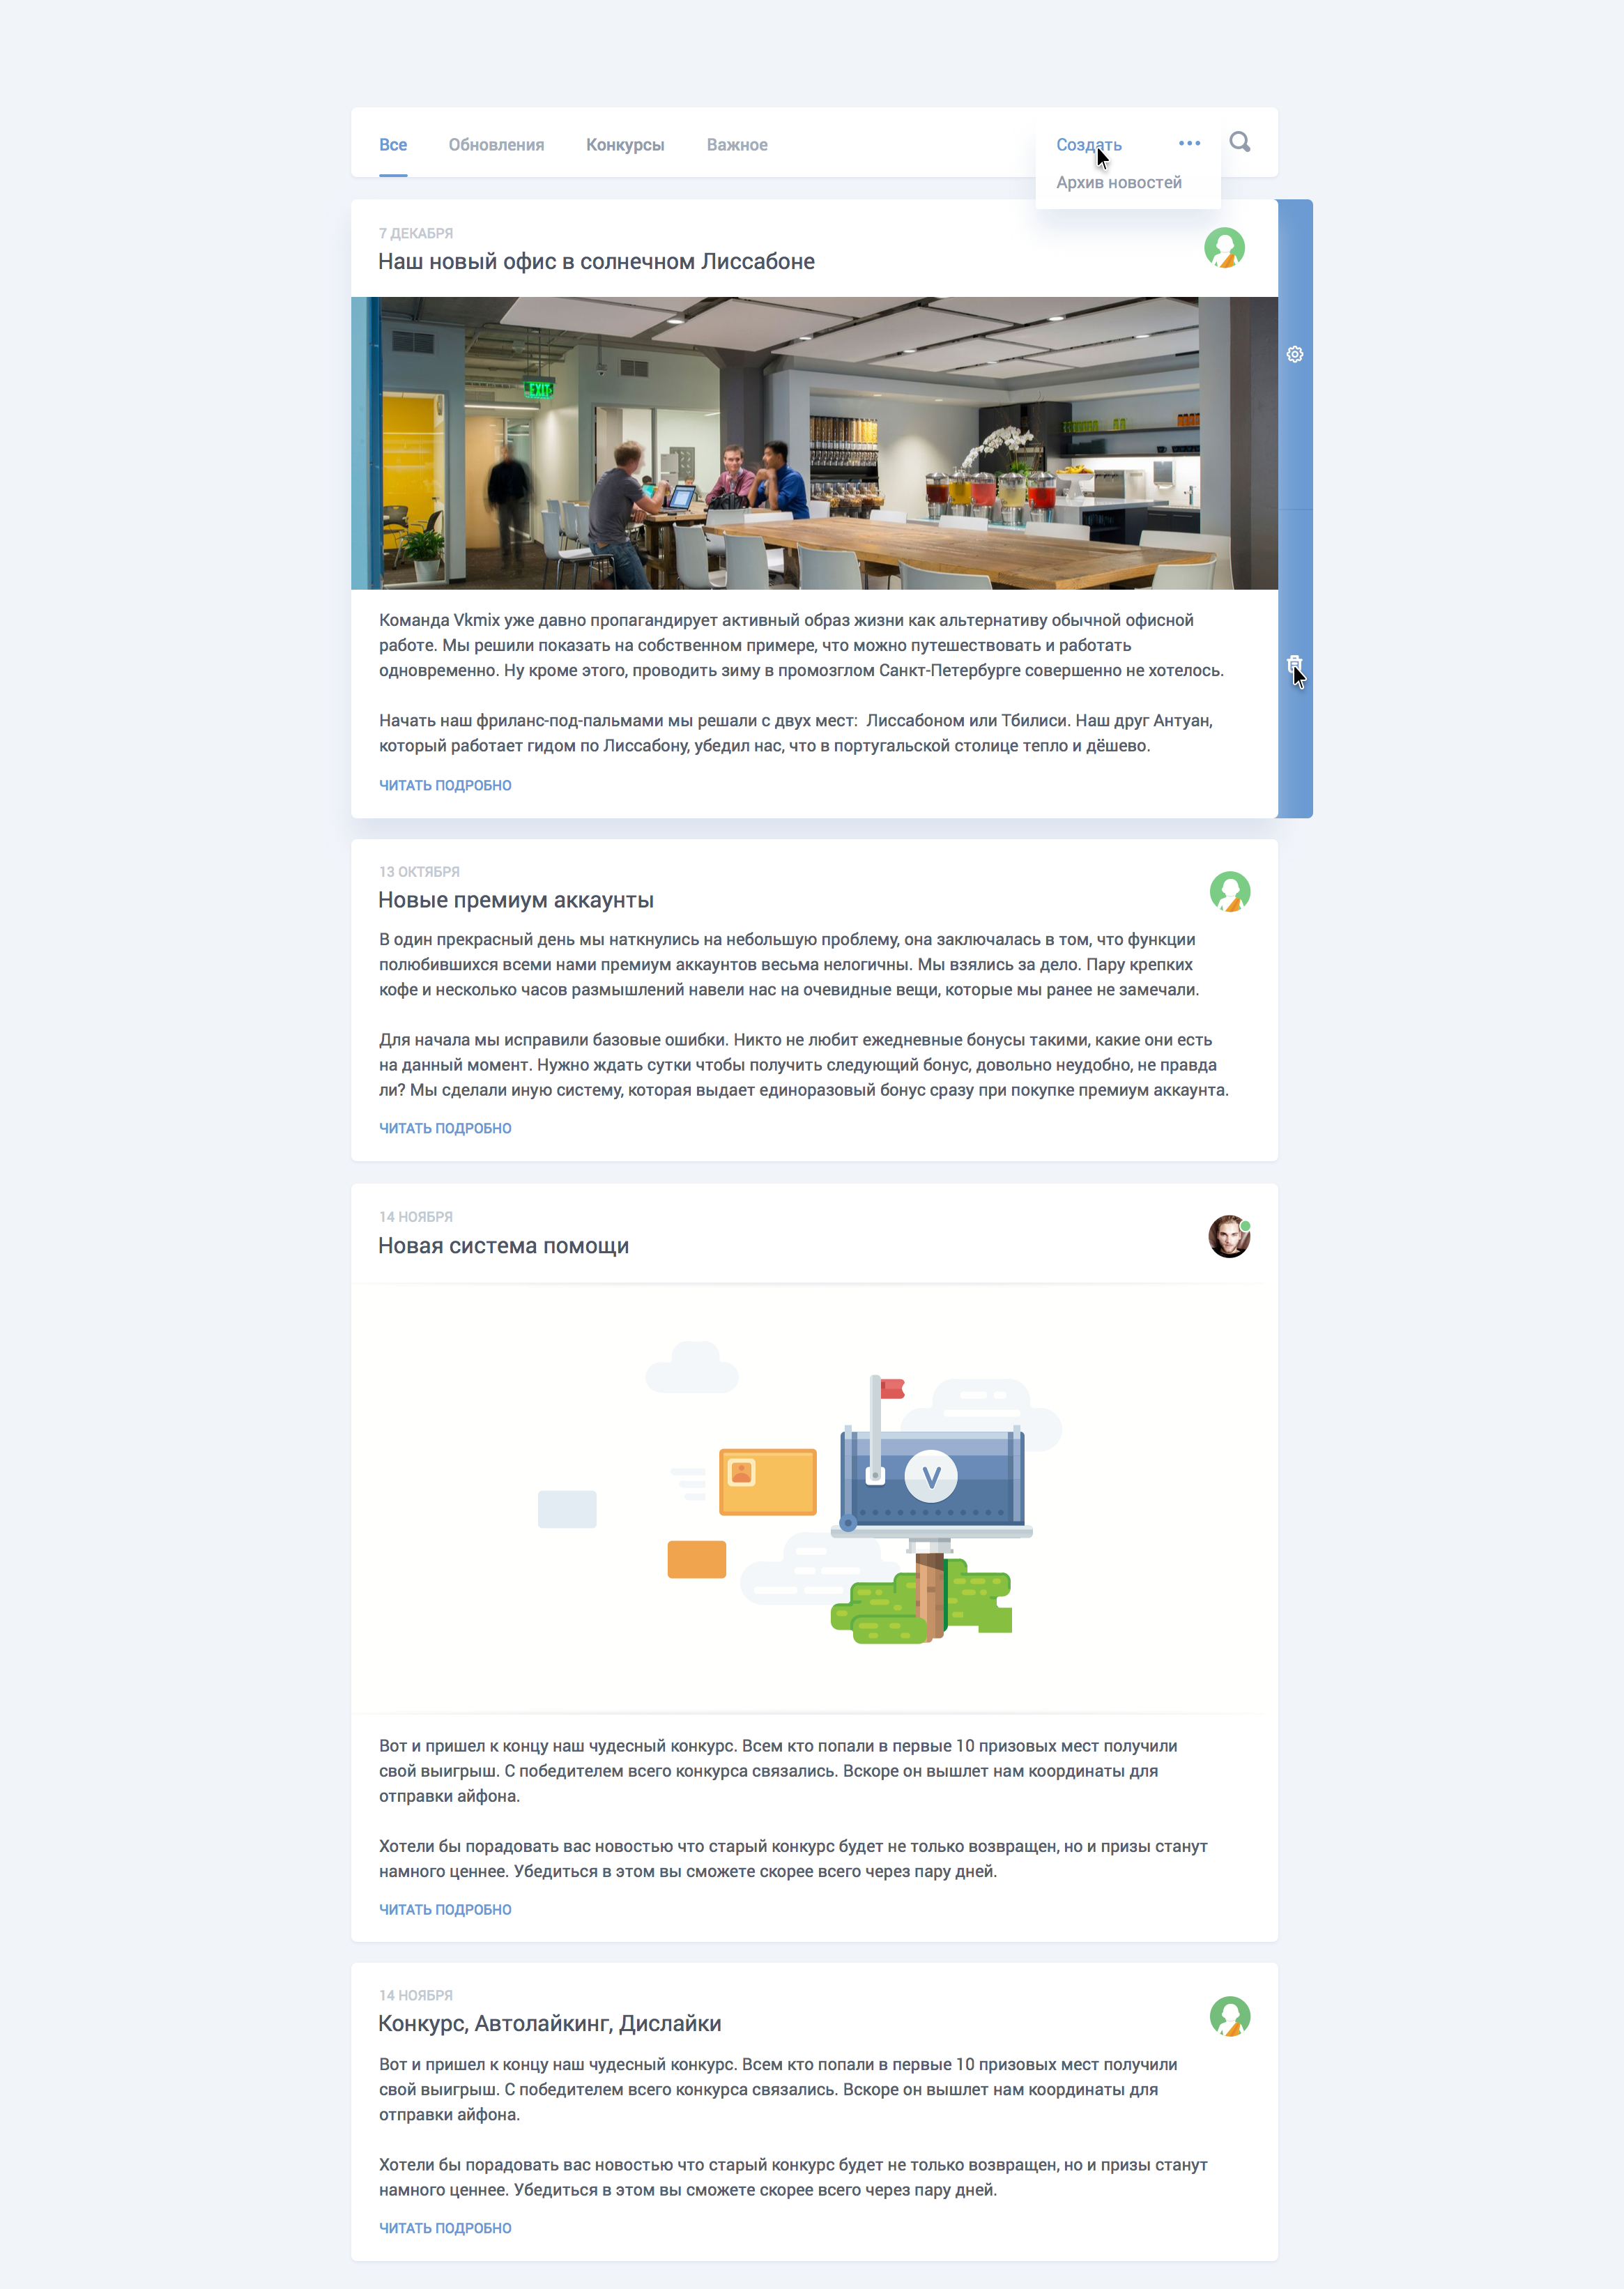 Все Обновления Конкурсы Важное Создать
Архив новостей
7 ДЕКАБРЯ
Наш новый офис в солнечном Лиссабоне
EXIT
Команда Vkmix уже давно пропагандирует активный образ жизни как альтернативу обычной офисной
работе. Мы решили показать на собственном примере, что можно путешествовать и работать
одновременно. Ну кроме этого, проводить зиму в промозглом Санкт-Петербурге совершенно не хотелось.
Начать наш фриланс-под-пальмами мы решали с двух мест:  Лиссабоном или Тбилиси. Наш друг Антуан,
который работает гидом по Лиссабону, убедил нас, что в португальской столице тепло и дёшево.
ЧИТАТЬ ПОДРОБНО
13 ОКТЯБРЯ
Новые премиум аккаунты
В один прекрасный день мы наткнулись на небольшую проблему, она заключалась в том, что функции
полюбившихся всеми нами премиум аккаунтов весьма нелогичны. Мы взялись за дело. Пару крепких
кофе и несколько часов размышлений навели нас на очевидные вещи, которые мы ранее не замечали.
Для начала мы исправили базовые ошибки. Никто не любит ежедневные бонусы такими, какие они есть
на данный момент. Нужно ждать сутки чтобы получить следующий бонус, довольно неудобно, не правда
ли? Мы сделали иную систему, которая выдает единоразовый бонус сразу при покупке премиум аккаунта.
ЧИТАТЬ ПОДРОБНО
14 НОЯБРЯ
Новая система помощи
V
Вот и пришел к концу наш чудесный конкурс. Всем кто попали в первые 10 призовых мест получили
свой выигрыш. С победителем всего конкурса связались. Вскоре он вышлет нам координаты для
отправки айфона.
Хотели бы порадовать вас новостью что старый конкурс будет не только возвращен, но и призы станут
намного ценнее. Убедиться в этом вы сможете скорее всего через пару дней.
ЧИТАТЬ ПОДРОБНО
14 НОЯБРЯ
Конкурс, Автолайкинг, Дислайки
Вот и пришел к концу наш чудесный конкурс. Всем кто попали в первые 10 призовых мест получили
свой выигрыш. С победителем всего конкурса связались. Вскоре он вышлет нам координаты для
отправки айфона.
Хотели бы порадовать вас новостью что старый конкурс будет не только возвращен, но и призы станут
намного ценнее. Убедиться в этом вы сможете скорее всего через пару дней.
ЧИТАТЬ ПОДРОБНО